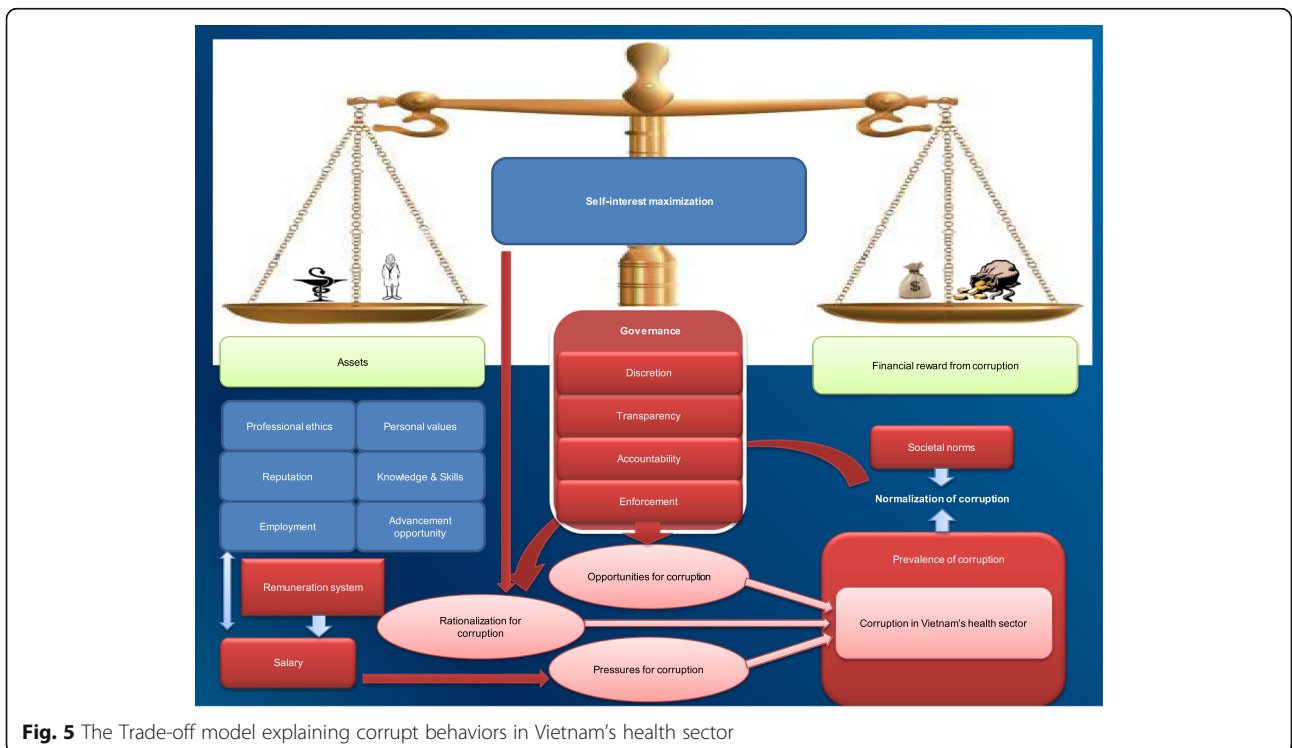 Self-interest maximization
$
Governance
Assets
Financial reward from corruption
Discretion
Transparency
Accountability
Enforcement
Professional ethics
Personal values
Reputation
Knowledge & Skills
Employment
Advancement
opportunity
Societal norms
Normalization of corruption
Prevalence of corruption
Corruption in Vietnam's health sector
Remuneration system
Salary
Opportunities for corruption
Rationalization for
corruption
Pressures for corruption
Fig. 5 The Trade-off model explaining corrupt behaviors in Vietnam's health sector